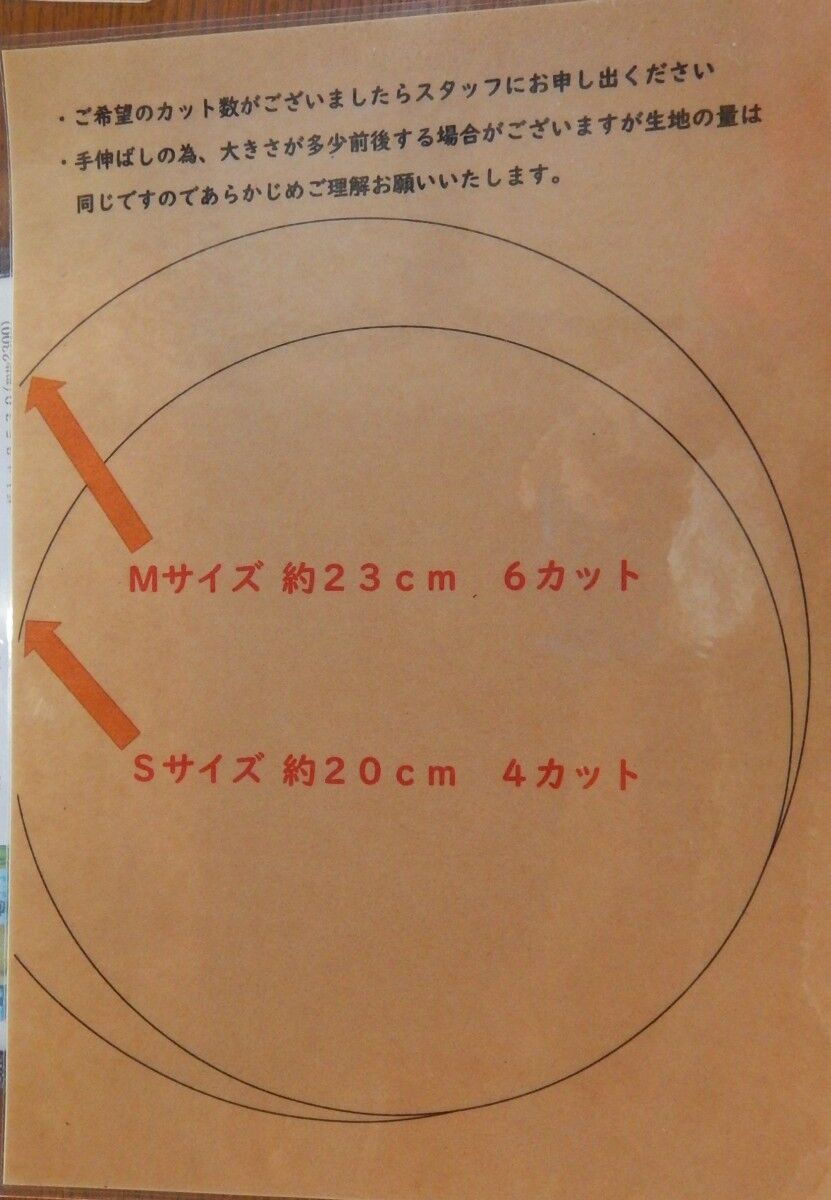 ・ご希望のカット数がございましたらスタッフにお申し出ください
・手伸ばしの為、大きさが多少前後する場合がございますが生地の量は
同じですのであらかじめご理解お願いいたします。
Mサイズ 約23cm　6カット
Sサイズ 約20cm　4カット